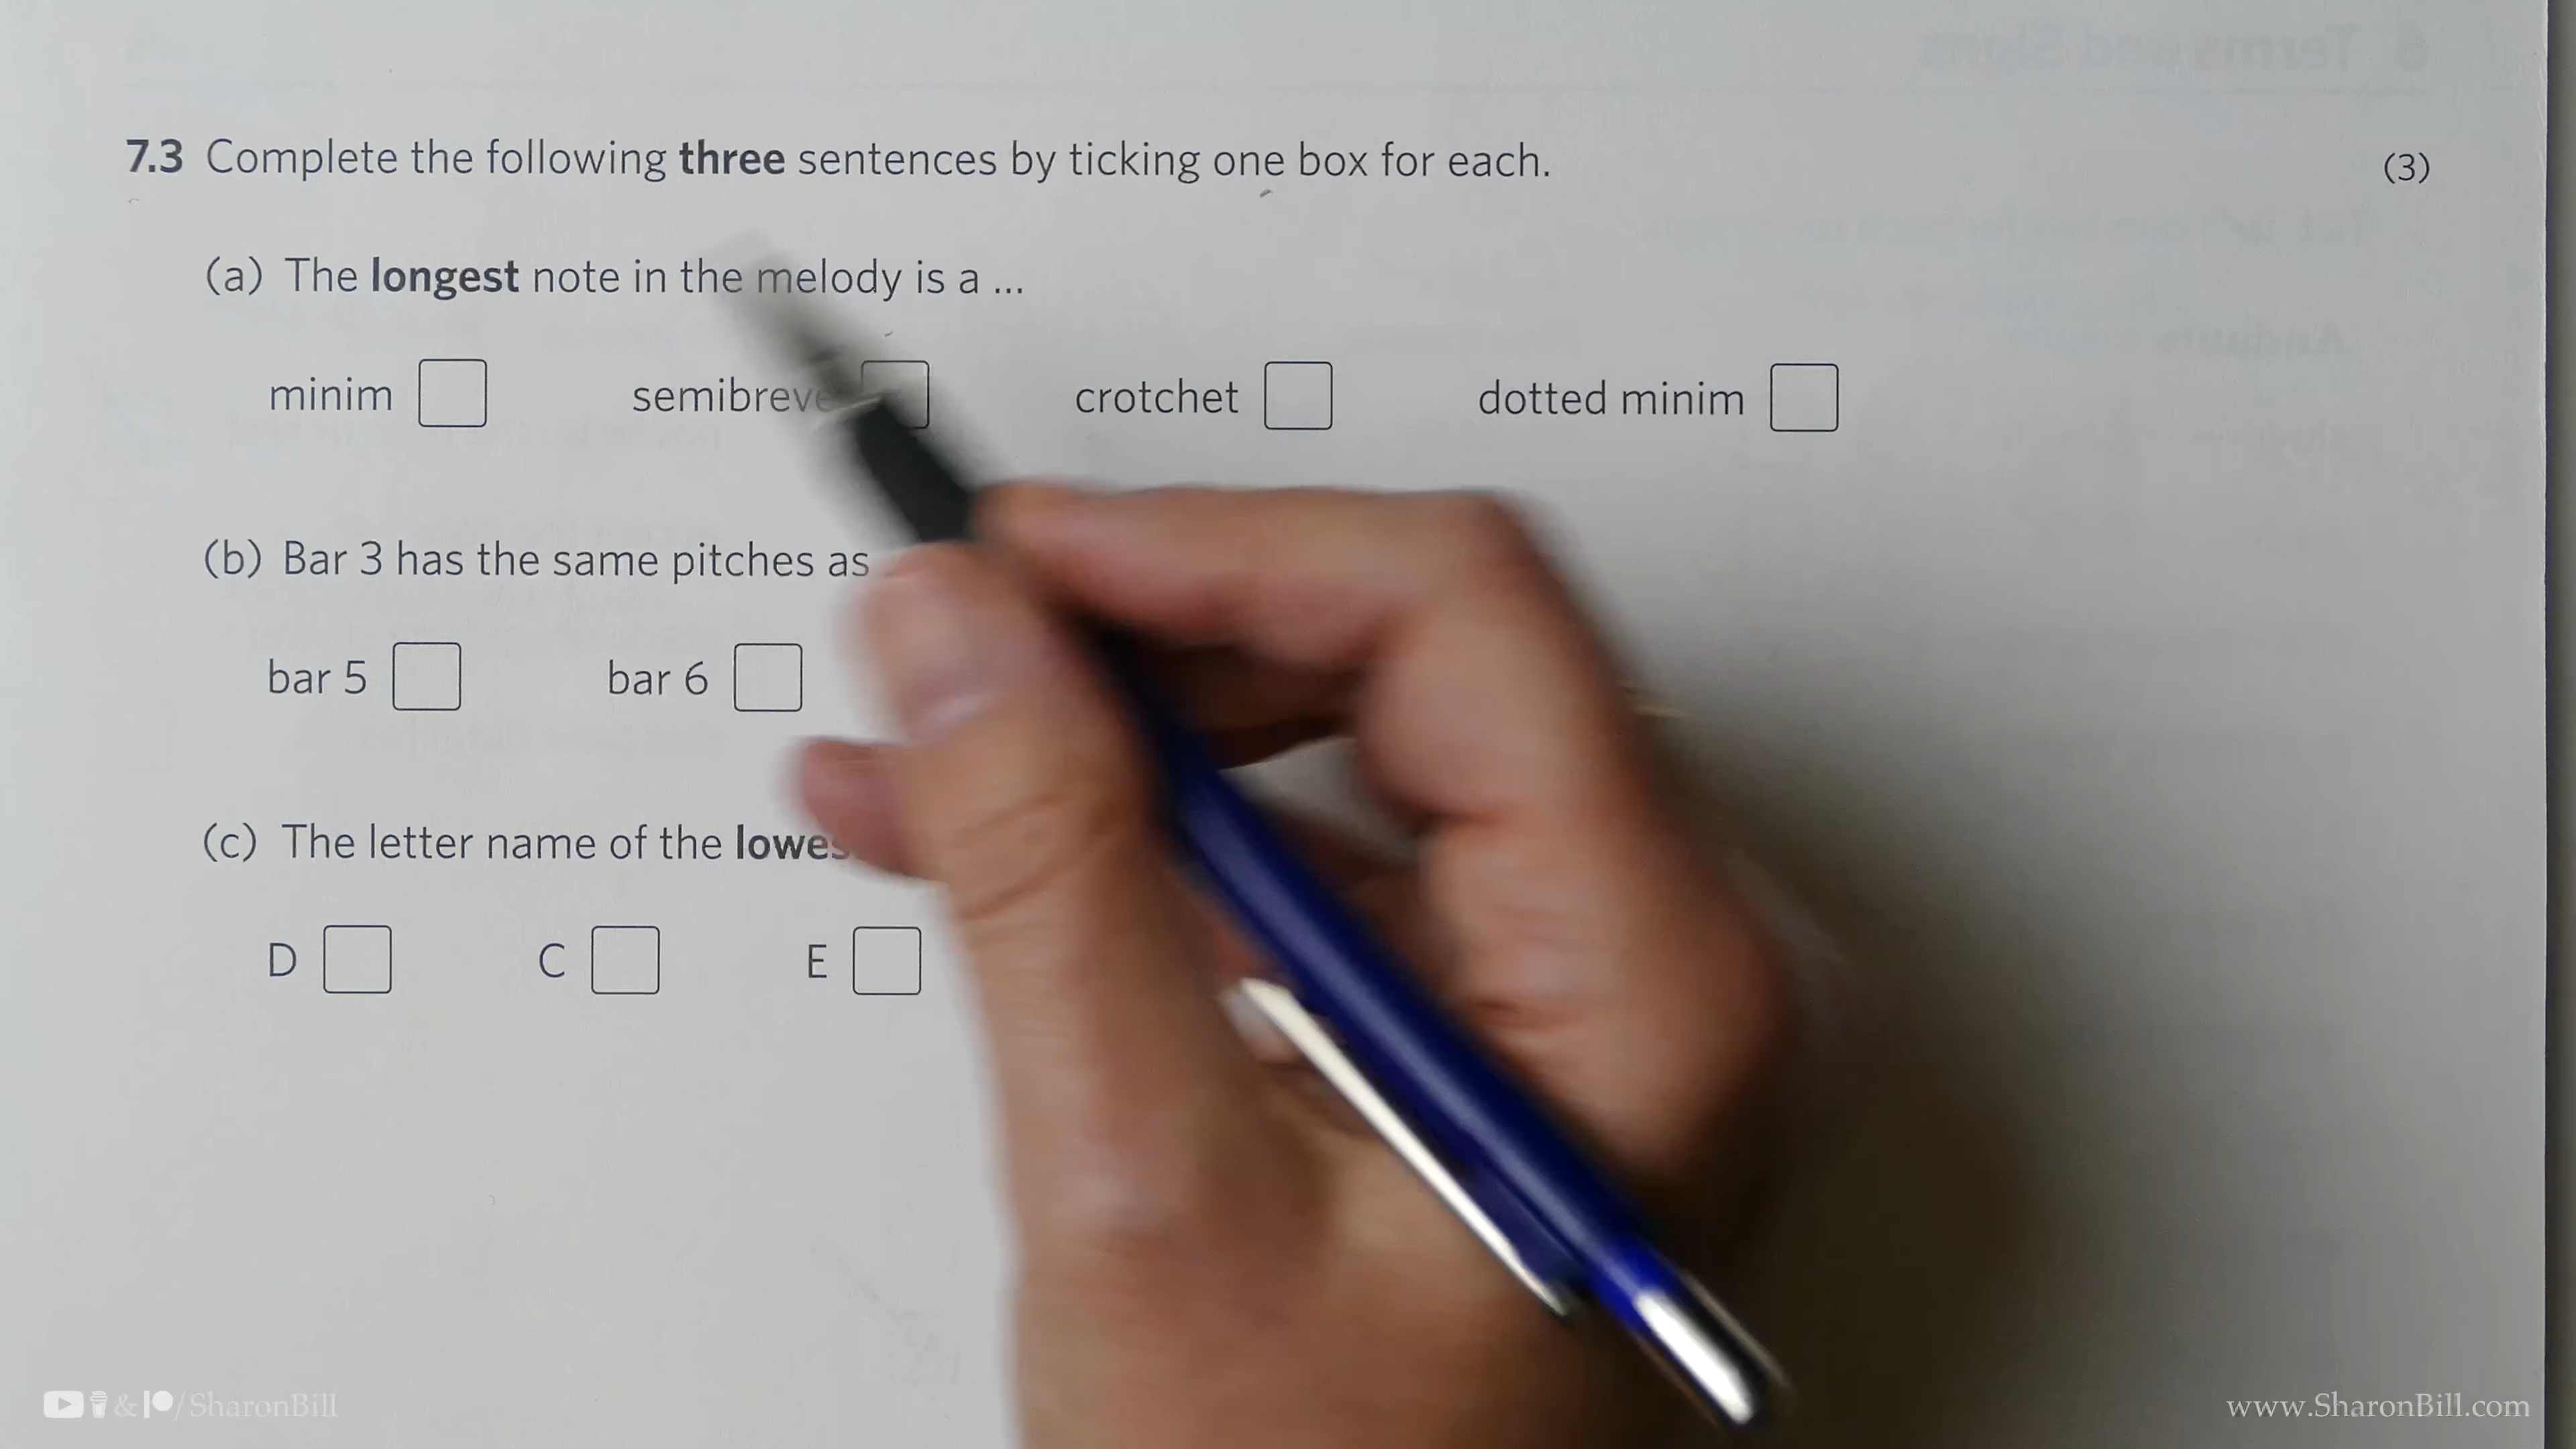 7.3 Complete the following three sentences by ticking one box for each. (3)
(a) The longest note in the melody is a ...
minim semibreve crotchet dotted minim
(b) Bar 3 has the same pitches as
bar 5 bar 6
(c) The letter name of the
D C E
& /SharonBill
www.SharonBill.com